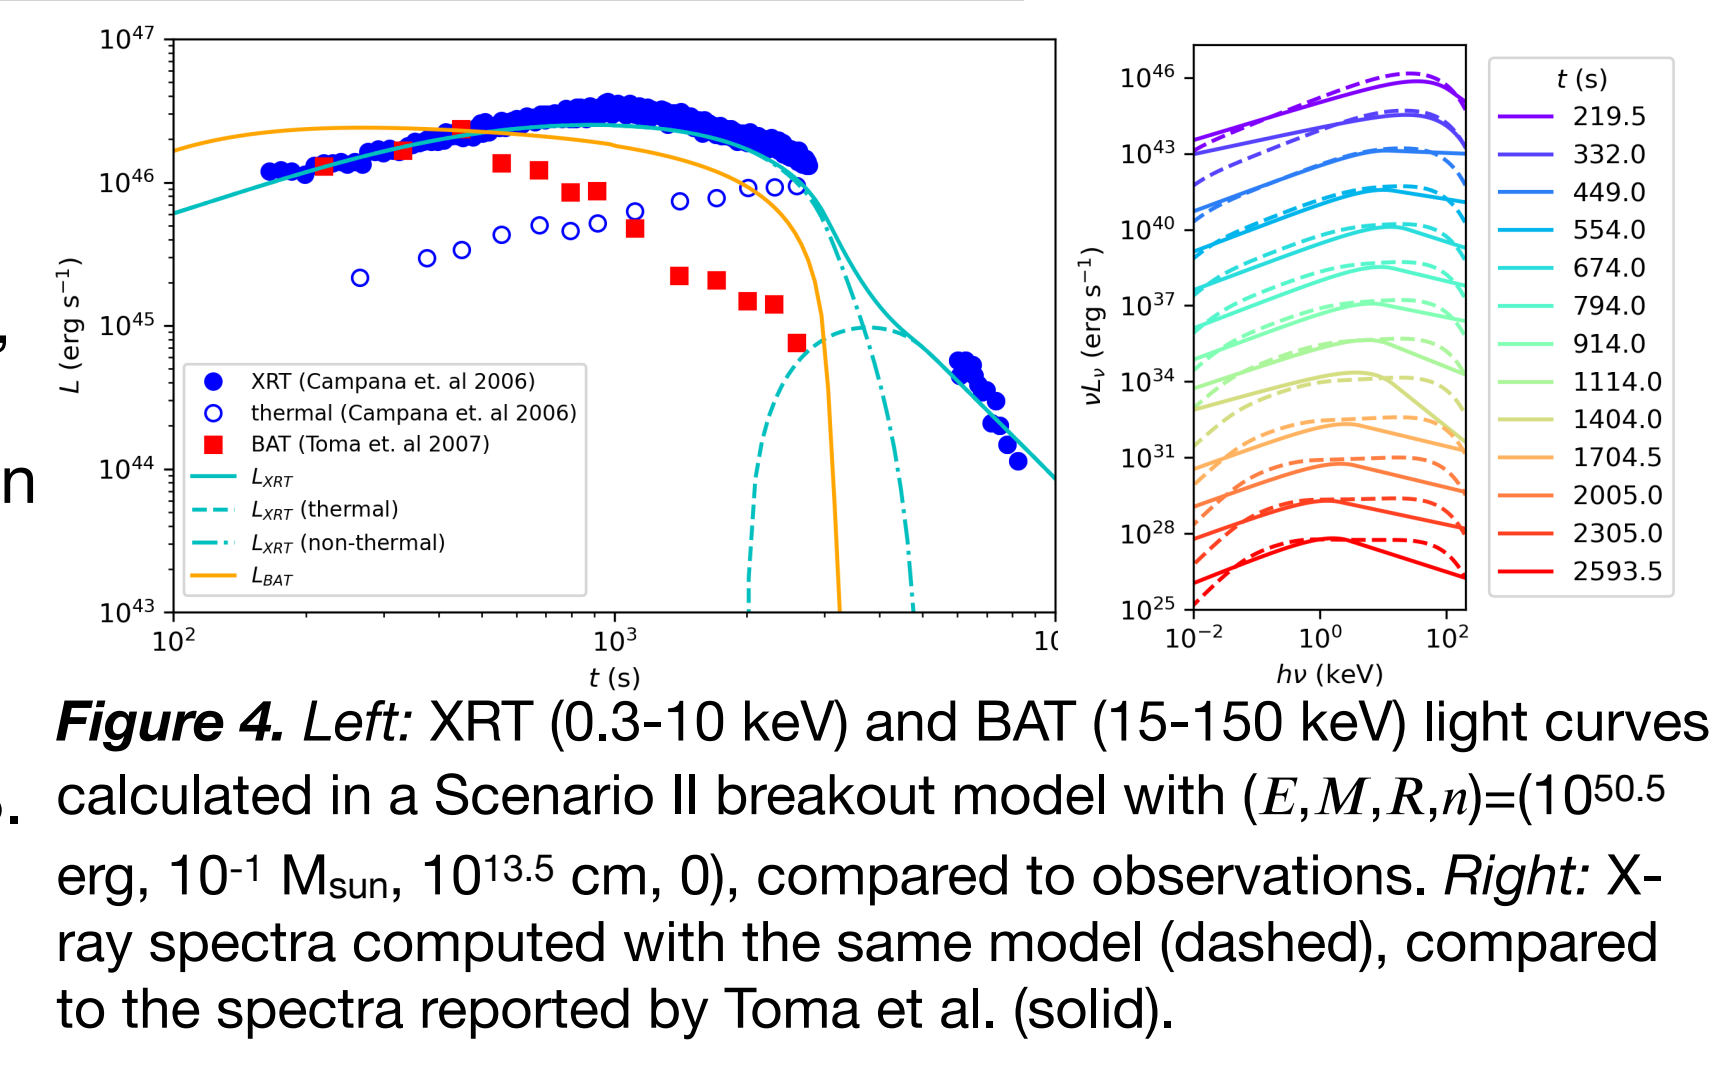 10^47
10^46
10^45
10^44
10^43
L (erg s^−1)
XRT (Campana et. al 2006)
thermal (Campana et. al 2006)
BAT (Toma et. al 2007)
L_XRT
L_XRT (thermal)
L_XRT (non-thermal)
L_BAT
10^2
10^3
10
t (s)
10^46
10^43
10^40
10^37
10^34
10^31
10^28
10^25
νL_ν (erg s^−1)
10^−2
10^0
10^2
hν (keV)
t (s)
219.5
332.0
449.0
554.0
674.0
794.0
914.0
1114.0
1404.0
1704.5
2005.0
2305.0
2593.5
,
n
.
Figure 4. Left: XRT (0.3-10 keV) and BAT (15-150 keV) light curves
calculated in a Scenario II breakout model with (E,M,R,n)=(10^50.5
erg, 10^-1 M_sun, 10^13.5 cm, 0), compared to observations. Right: X-
ray spectra computed with the same model (dashed), compared
to the spectra reported by Toma et al. (solid).